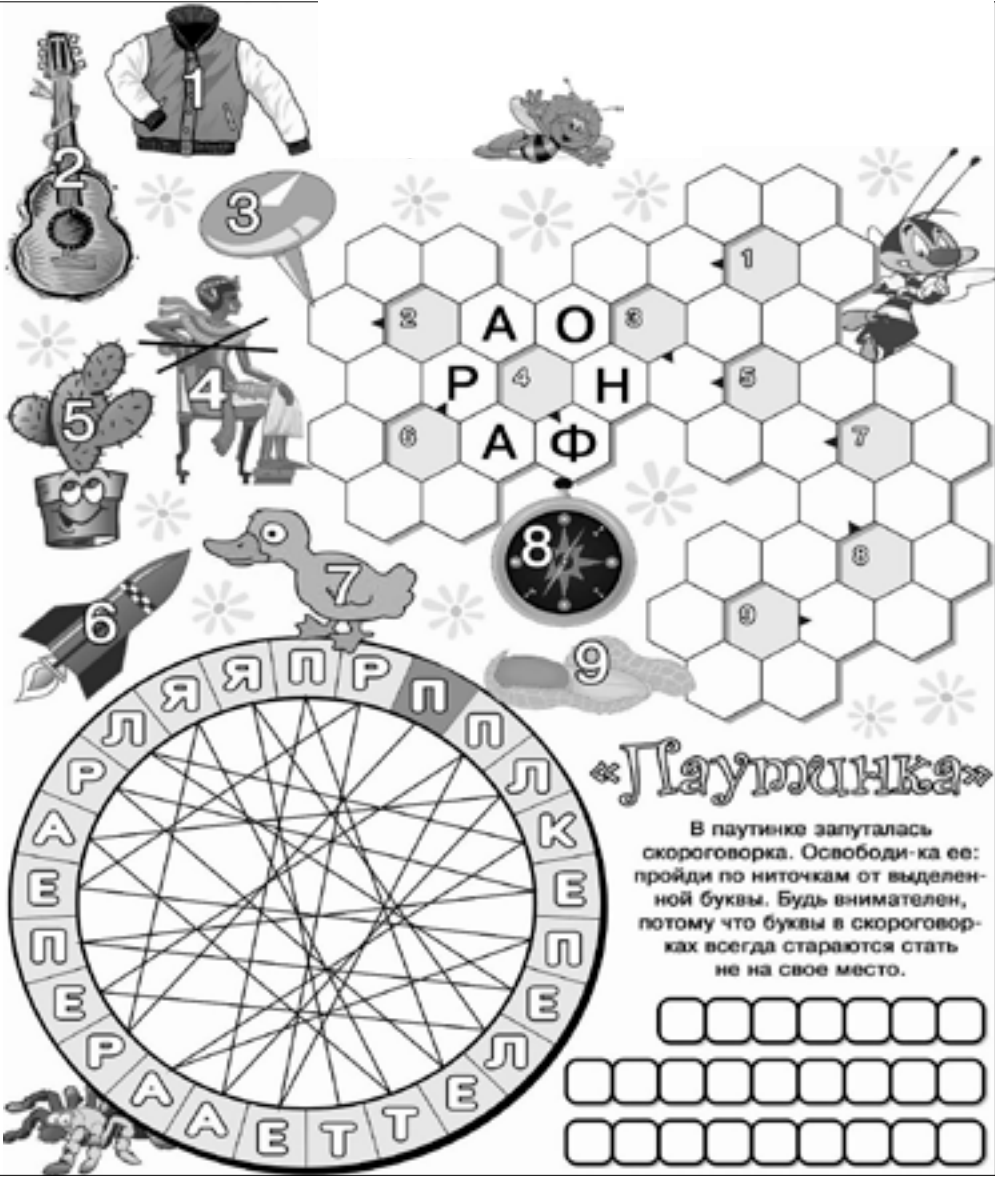 1
2
3
4
5
6
7
8
9
1
2 А О 3
Р 4 Н 5
6 А Ф 7
8
9
П П Л К Е П Е Л Е Т Т Е А А Р Е П Е А Р Л Я Я П Р
«Паутинка»
В паутинке запуталась
скороговорка. Освободи-ка ее:
пройди по ниточкам от выделен-
ной буквы. Будь внимателен,
потому что буквы в скороговор-
ках всегда стараются стать
не на свое место.